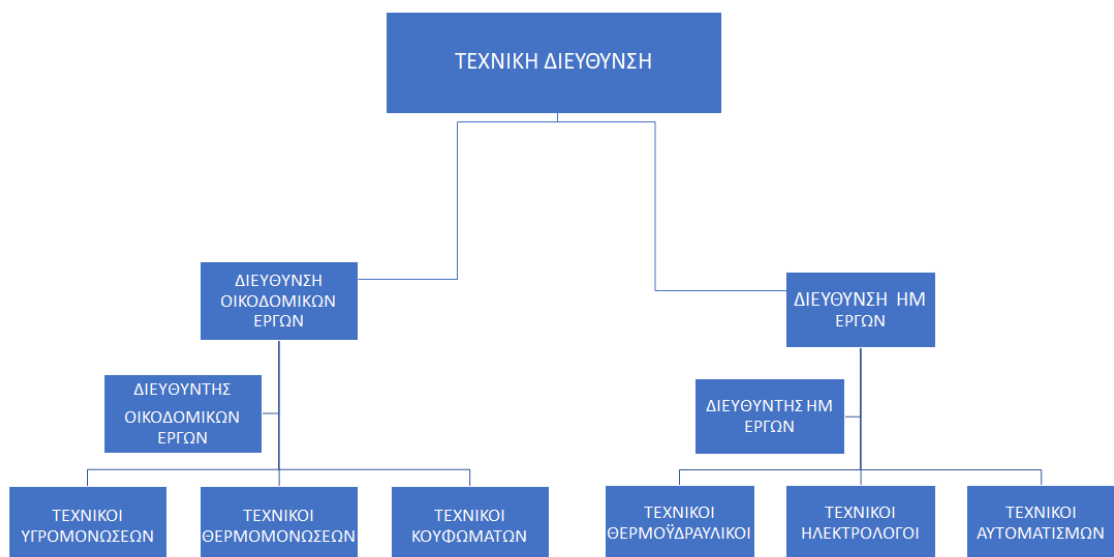 ΤΕΧΝΙΚΗ ΔΙΕΥΘΥΝΣΗ
ΔΙΕΥΘΥΝΣΗ
ΟΙΚΟΔΟΜΙΚΩΝ
ΕΡΓΩΝ
ΔΙΕΥΘΥΝΣΗ ΗΜ
ΕΡΓΩΝ
ΔΙΕΥΘΥΝΤΗΣ
ΟΙΚΟΔΟΜΙΚΩΝ
ΕΡΓΩΝ
ΔΙΕΥΘΥΝΤΗΣ ΗΜ
ΕΡΓΩΝ
ΤΕΧΝΙΚΟΙ
ΥΓΡΟΜΟΝΩΣΕΩΝ
ΤΕΧΝΙΚΟΙ
ΘΕΡΜΟΜΟΝΩΣΕΩΝ
ΤΕΧΝΙΚΟΙ
ΚΟΥΦΩΜΑΤΩΝ
ΤΕΧΝΙΚΟΙ
ΘΕΡΜΟΫΔΡΑΥΛΙΚΟΙ
ΤΕΧΝΙΚΟΙ
ΗΛΕΚΤΡΟΛΟΓΟΙ
ΤΕΧΝΙΚΟΙ
ΑΥΤΟΜΑΤΙΣΜΩΝ